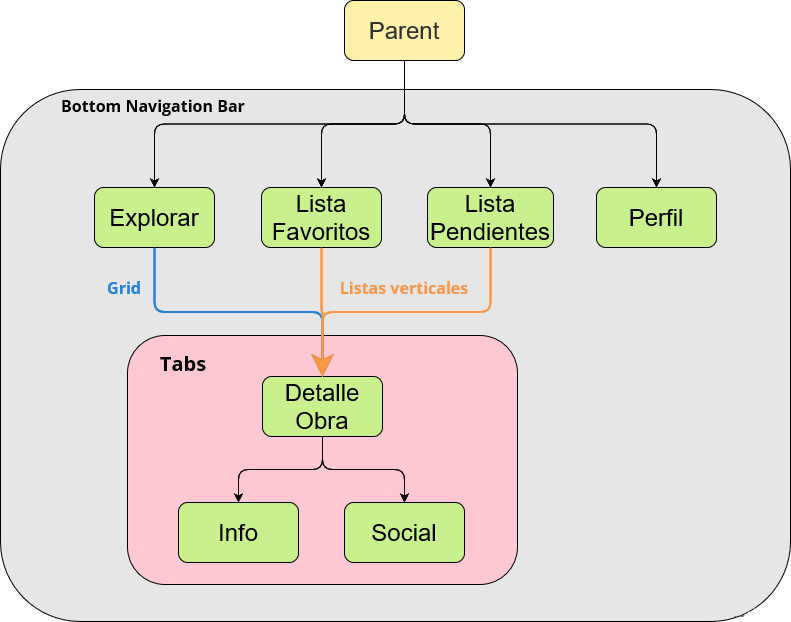 Parent
Bottom Navigation Bar
Explorar
Lista
Favoritos
Lista
Pendientes
Perfil
Grid
Listas verticales
Tabs
Detalle
Obra
Info
Social